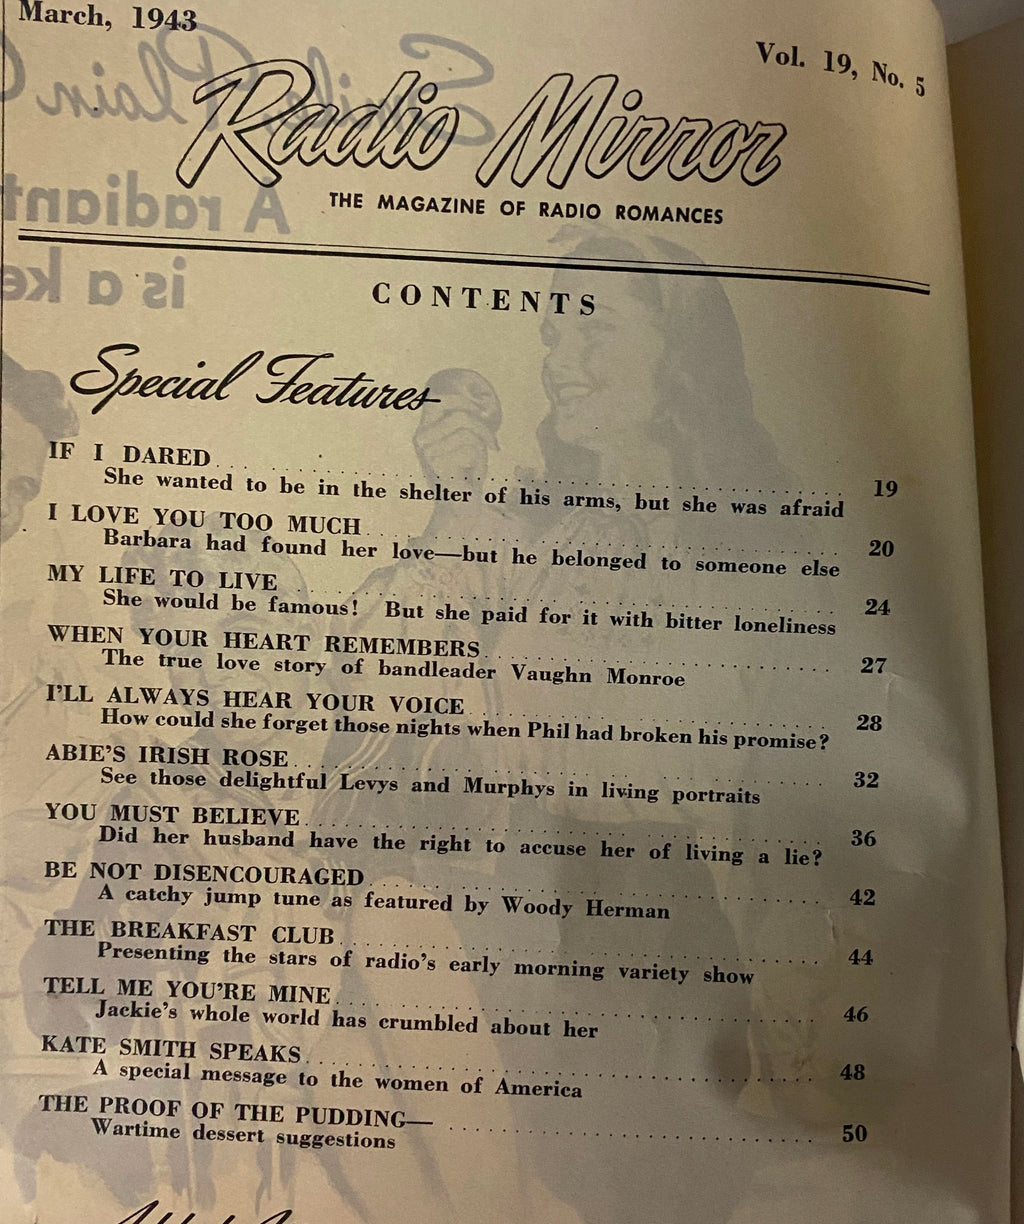 March, 1943
Vol. 19, No. 5
Radio Mirror
THE MAGAZINE OF RADIO ROMANCES
CONTENTS
Special Features
IF I DARED 19
She wanted to be in the shelter of his arms, but she was afraid
I LOVE YOU TOO MUCH 20
Barbara had found her love—but he belonged to someone else
MY LIFE TO LIVE 24
She would be famous! But she paid for it with bitter loneliness
WHEN YOUR HEART REMEMBERS 27
The true love story of bandleader Vaughn Monroe
I'LL ALWAYS HEAR YOUR VOICE 28
How could she forget those nights when Phil had broken his promise?
ABIE'S IRISH ROSE 32
See those delightful Levys and Murphys in living portraits
YOU MUST BELIEVE 36
Did her husband have the right to accuse her of living a lie?
BE NOT DISENCOURAGED 42
A catchy jump tune as featured by Woody Herman
THE BREAKFAST CLUB 44
Presenting the stars of radio's early morning variety show
TELL ME YOU'RE MINE 46
Jackie's whole world has crumbled about her
KATE SMITH SPEAKS 48
A special message to the women of America
THE PROOF OF THE PUDDING— 50
Wartime dessert suggestions